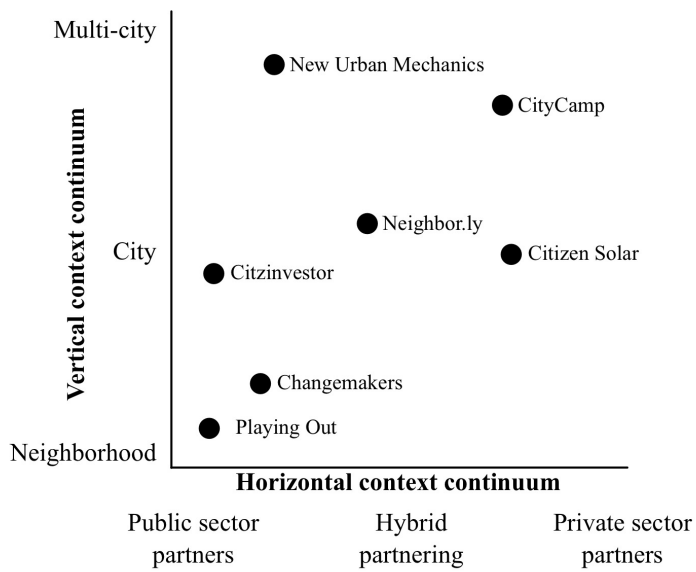 Multi-city
New Urban Mechanics
CityCamp
Vertical context continuum
Neighbor.ly
City
Citizen Solar
Citzinvestor
Changemakers
Playing Out
Neighborhood
Horizontal context continuum
Public sector
partners
Hybrid
partnering
Private sector
partners